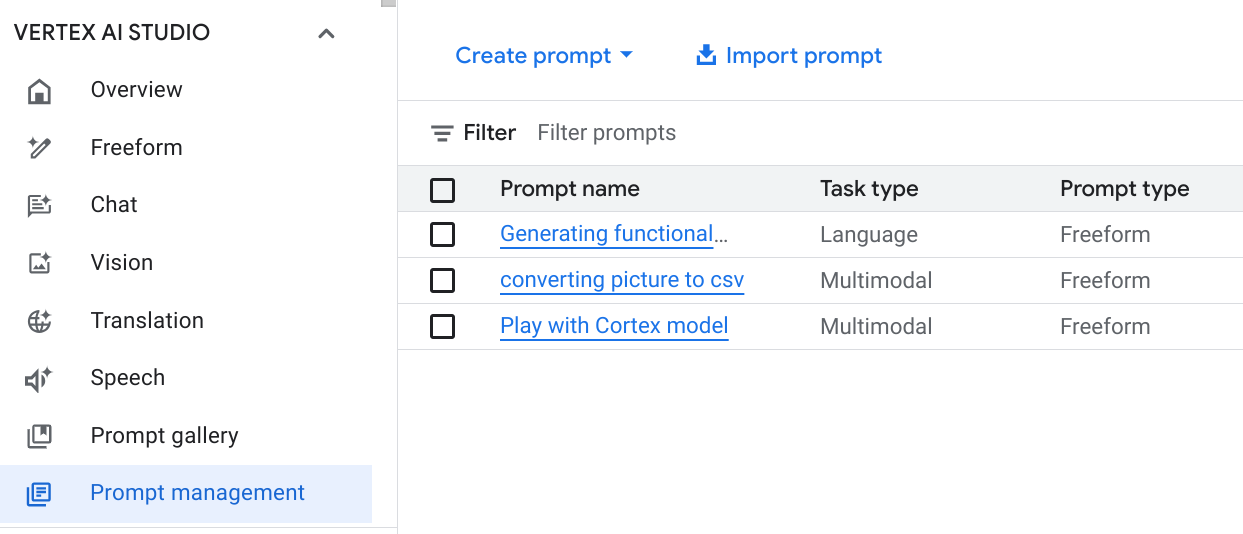 VERTEX AI STUDIO
Overview
Freeform
Chat
Vision
Translation
Speech
Prompt gallery
Prompt management
Create prompt Import prompt
Filter Filter prompts
Prompt name Task type Prompt type
Generating functional... Language Freeform
converting picture to csv Multimodal Freeform
Play with Cortex model Multimodal Freeform